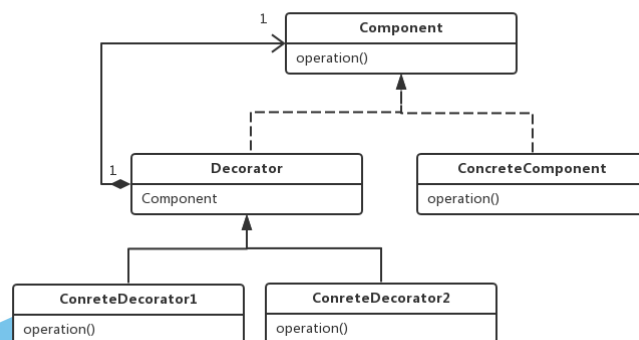 1
Component
operation()
1
Decorator
Component
ConcreteComponent
operation()
ConreteDecorator1
operation()
ConreteDecorator2
operation()